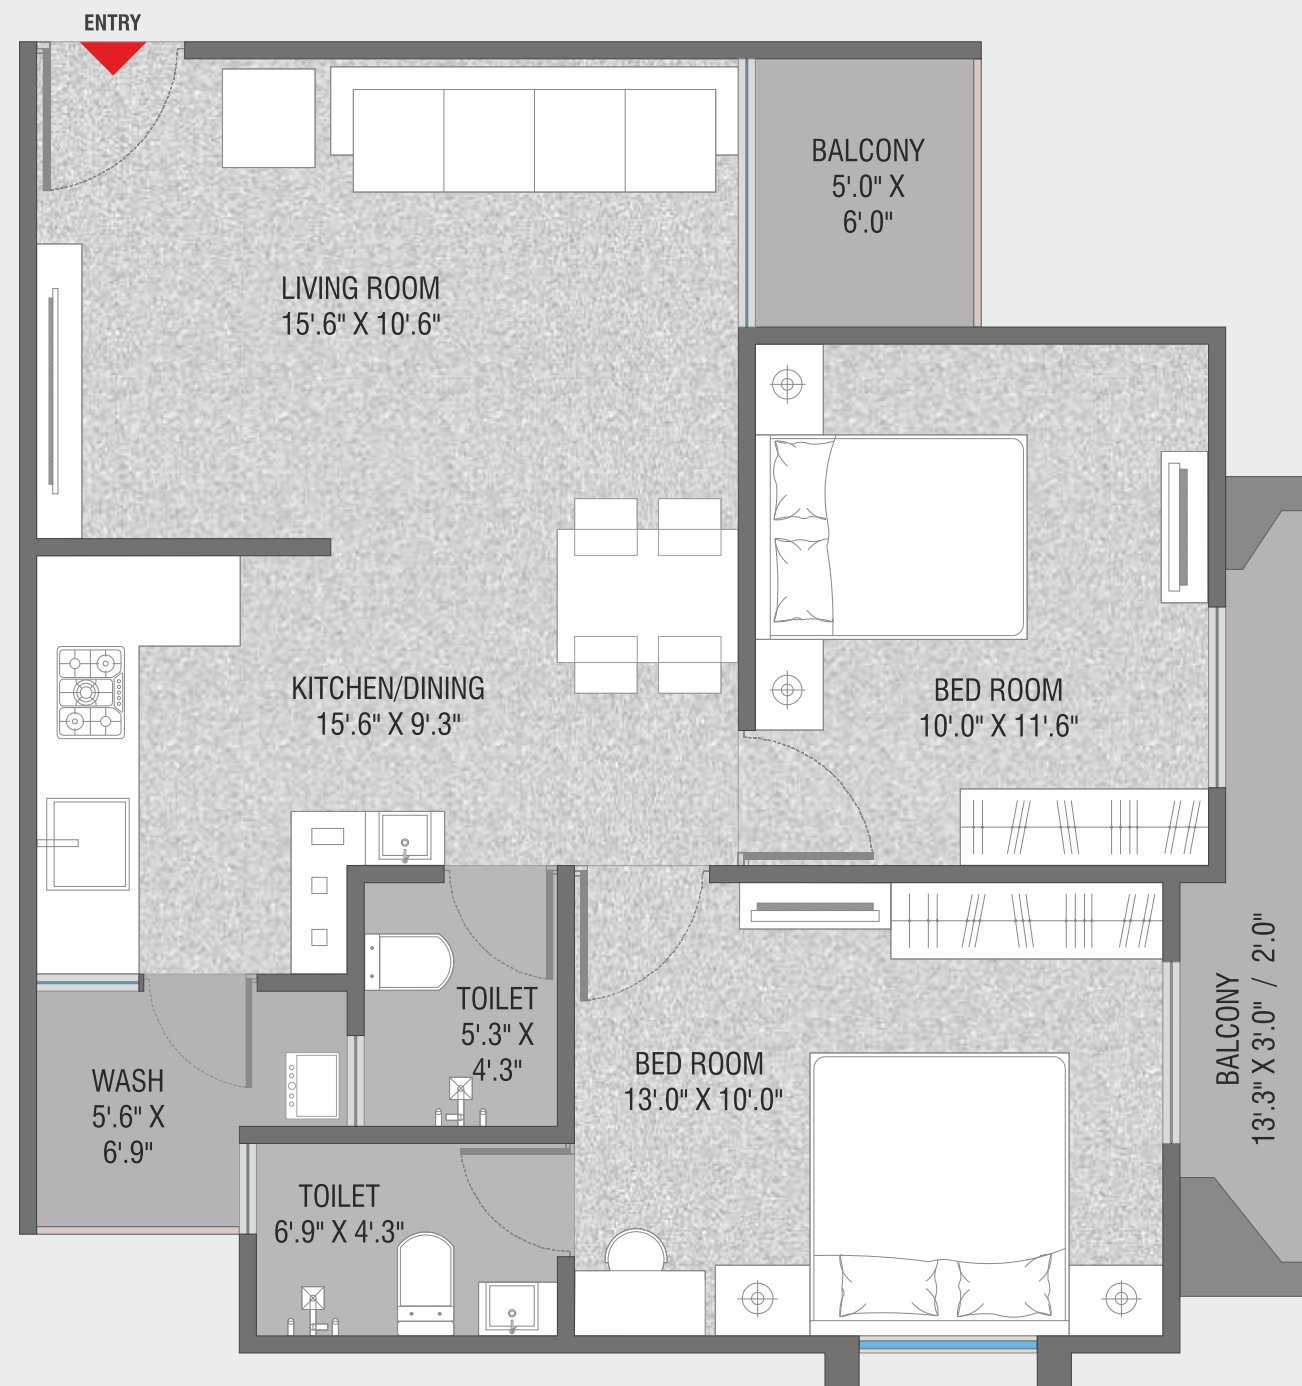 ENTRY
BALCONY
5'.0" X
6'.0"
LIVING ROOM
15'.6" X 10'.6"
KITCHEN/DINING
15'.6" X 9'.3"
BED ROOM
10'.0" X 11'.6"
TOILET
5'.3" X
4'.3"
BED ROOM
13'.0" X 10'.0"
BALCONY
13'.3" X 3'.0" / 2'.0"
WASH
5'.6" X
6'.9"
TOILET
6'.9" X 4'.3"